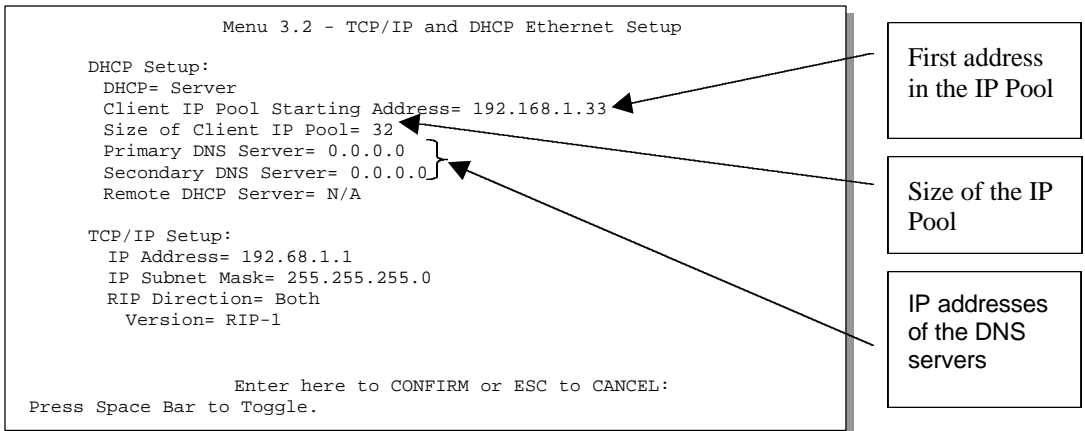 Menu 3.2 - TCP/IP and DHCP Ethernet Setup
DHCP Setup:
DHCP= Server
Client IP Pool Starting Address= 192.168.1.33
Size of Client IP Pool= 32
Primary DNS Server= 0.0.0.0
Secondary DNS Server= 0.0.0.0
Remote DHCP Server= N/A
TCP/IP Setup:
IP Address= 192.68.1.1
IP Subnet Mask= 255.255.255.0
RIP Direction= Both
Version= RIP-1
Enter here to CONFIRM or ESC to CANCEL:
Press Space Bar to Toggle.
First address
in the IP Pool
Size of the IP
Pool
IP addresses
of the DNS
servers